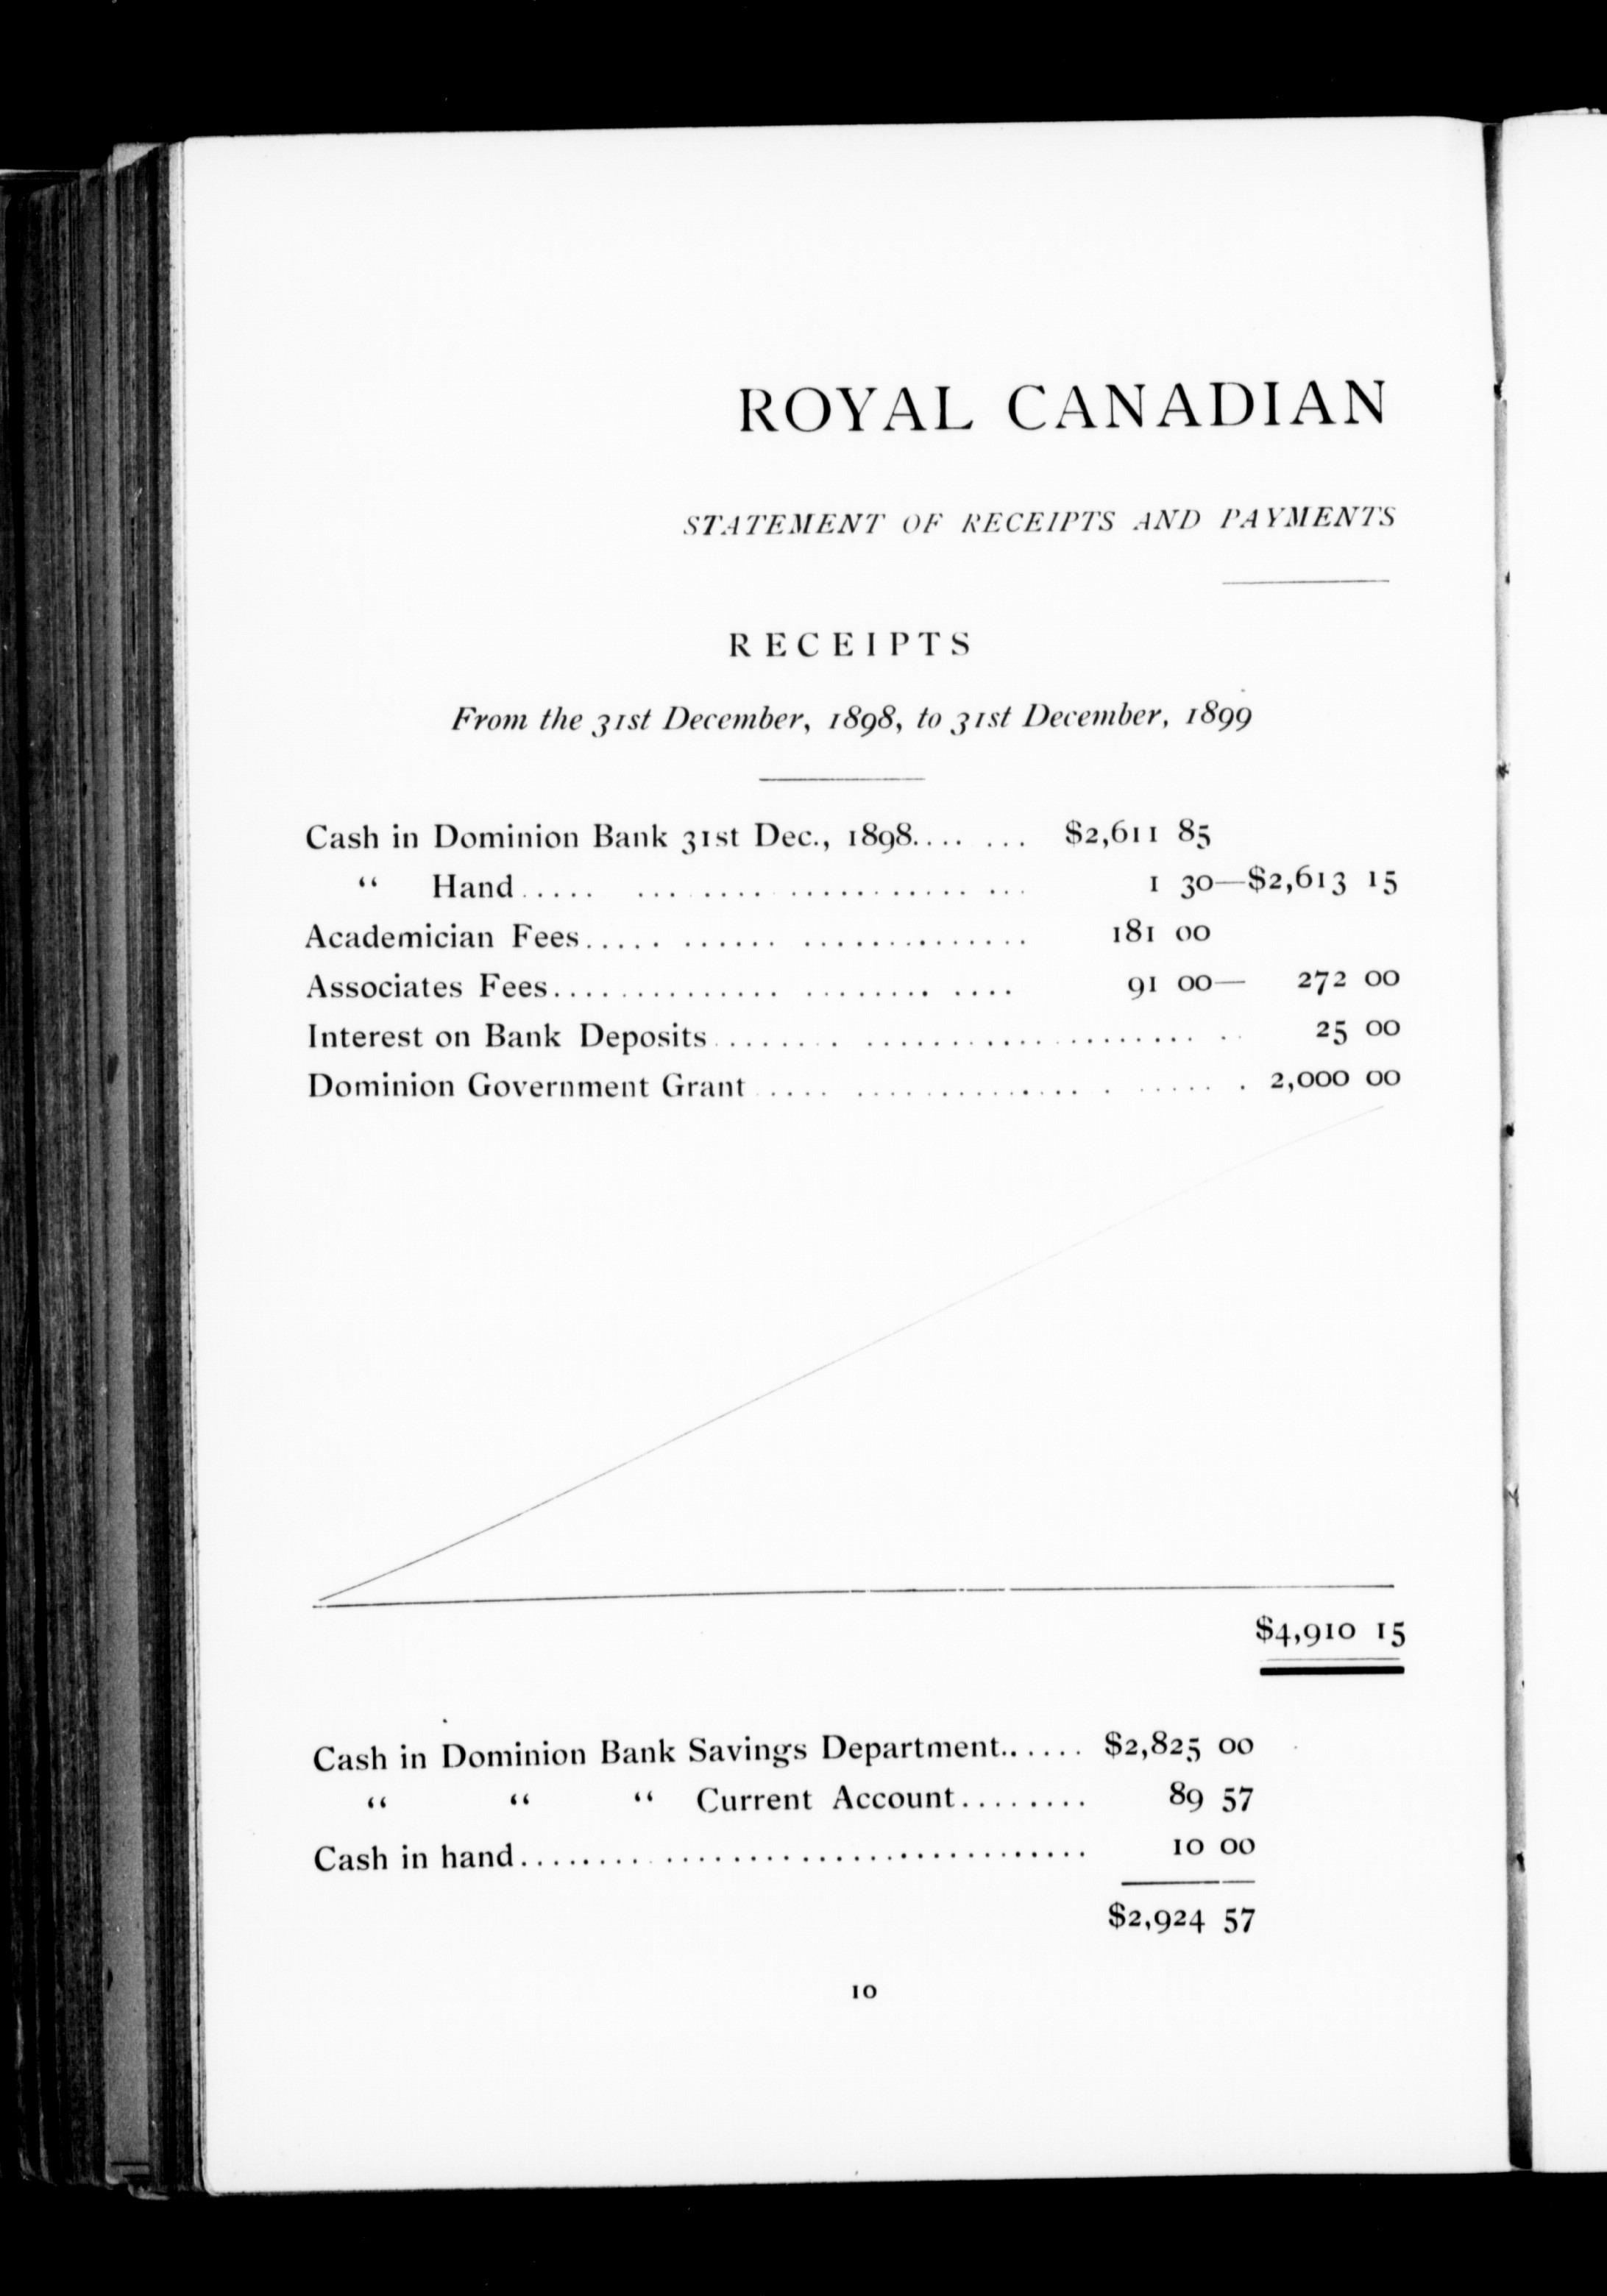 ROYAL CANADIAN
STATEMENT OF RECEIPTS AND PAYMENTS
RECEIPTS
From the 31st December, 1898, to 31st December, 1899
Cash in Dominion Bank 31st Dec., 1898.... ... $2,611 85
“ Hand..... ... .... .................. ... 1 30—$2,613 15
Academician Fees..... ...... .............. 181 00
Associates Fees............... ........ .... 91 00— 272 00
Interest on Bank Deposits........ ..................... .. 25 00
Dominion Government Grant ..... ................ . ...... . 2,000 00
$4,910 15
Cash in Dominion Bank Savings Department...... $2,825 00
“ “ “ Current Account........ 89 57
Cash in hand........ .............................. 10 00
$2,924 57
10